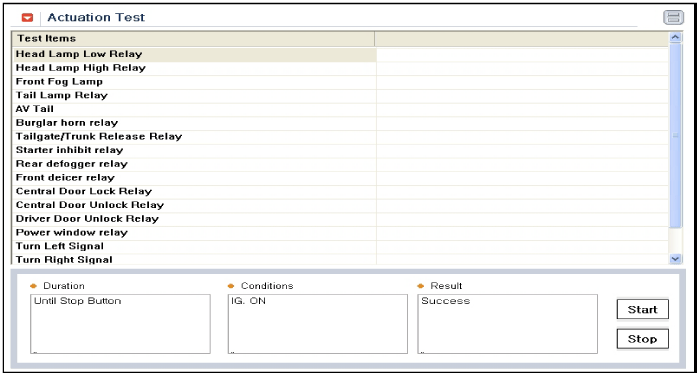 Actuation Test
Test Items
Head Lamp Low Relay
Head Lamp High Relay
Front Fog Lamp
Tail Lamp Relay
AV Tail
Burglar horn relay
Tailgate/Trunk Release Relay
Starter inhibit relay
Rear defogger relay
Front deicer relay
Central Door Lock Relay
Central Door Unlock Relay
Driver Door Unlock Relay
Power window relay
Turn Left Signal
Turn Right Signal
Duration
Conditions
Result
Until Stop Button
IG. ON
Success
Start
Stop